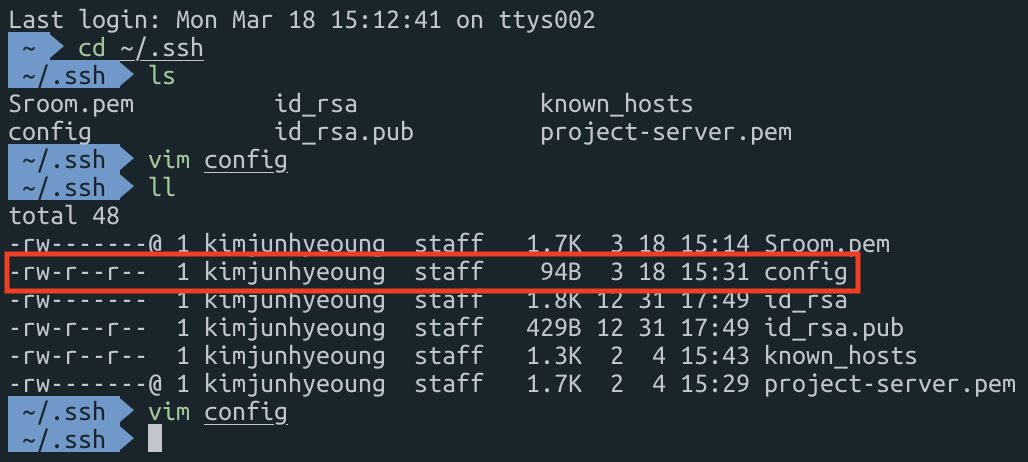 Last login: Mon Mar 18 15:12:41 on ttys002
~ cd ~/.ssh
~/.ssh ls
Sroom.pem id_rsa known_hosts
config id_rsa.pub project-server.pem
~/.ssh vim config
~/.ssh ll
total 48
-rw-------@ 1 kimjunhyeoung staff 1.7K 3 18 15:14 Sroom.pem
-rw-r--r-- 1 kimjunhyeoung staff 94B 3 18 15:31 config
-rw------- 1 kimjunhyeoung staff 1.8K 12 31 17:49 id_rsa
-rw-r--r-- 1 kimjunhyeoung staff 429B 12 31 17:49 id_rsa.pub
-rw-r--r-- 1 kimjunhyeoung staff 1.3K 2 4 15:43 known_hosts
-rw-------@ 1 kimjunhyeoung staff 1.7K 2 4 15:29 project-server.pem
~/.ssh vim config
~/.ssh